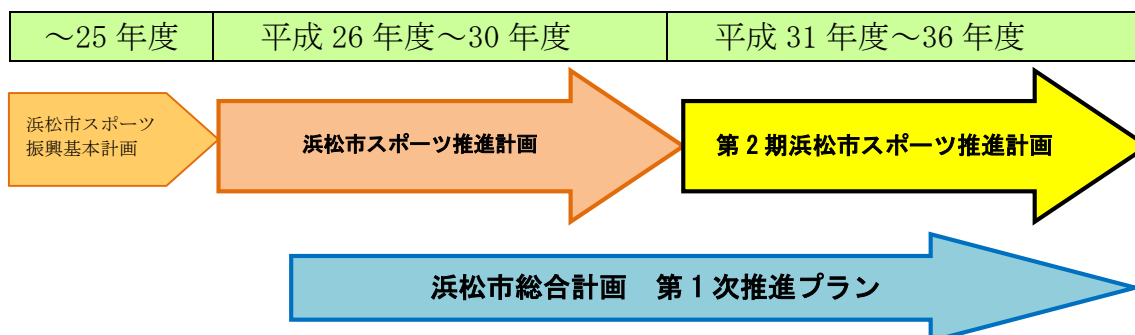 ～25 年度
平成 26 年度～30 年度
平成 31 年度～36 年度
浜松市スポーツ
振興基本計画
浜松市スポーツ推進計画
第 2 期浜松市スポーツ推進計画
浜松市総合計画　第 1 次推進プラン